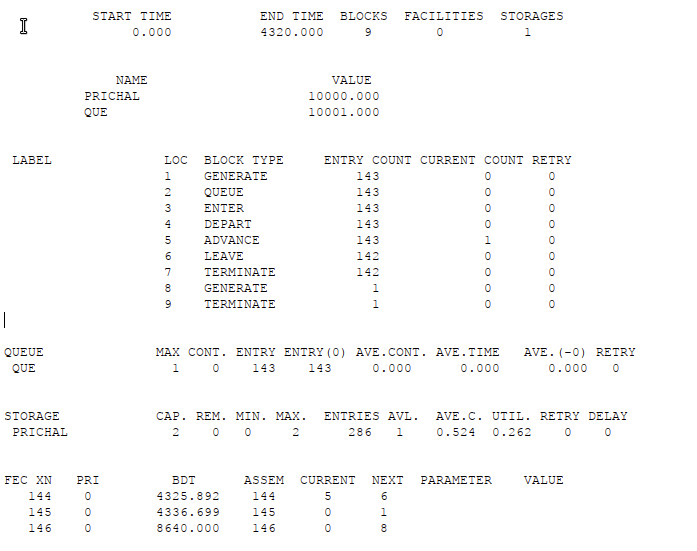 START TIME END TIME BLOCKS FACILITIES STORAGES
0.000 4320.000 9 0 1
NAME VALUE
PRICHAL 10000.000
QUE 10001.000
LABEL LOC BLOCK TYPE ENTRY COUNT CURRENT COUNT RETRY
1 GENERATE 143 0 0
2 QUEUE 143 0 0
3 ENTER 143 0 0
4 DEPART 143 0 0
5 ADVANCE 143 1 0
6 LEAVE 142 0 0
7 TERMINATE 142 0 0
8 GENERATE 1 0 0
9 TERMINATE 1 0 0
QUEUE MAX CONT. ENTRY ENTRY(0) AVE.CONT. AVE.TIME AVE.(-0) RETRY
QUE 1 0 143 143 0.000 0.000 0.000 0
STORAGE CAP. REM. MIN. MAX. ENTRIES AVL. AVE.C. UTIL. RETRY DELAY
PRICHAL 2 0 0 2 286 1 0.524 0.262 0 0
FEC XN PRI BDT ASSEM CURRENT NEXT PARAMETER VALUE
144 0 4325.892 144 5 6
145 0 4336.699 145 0 1
146 0 8640.000 146 0 8